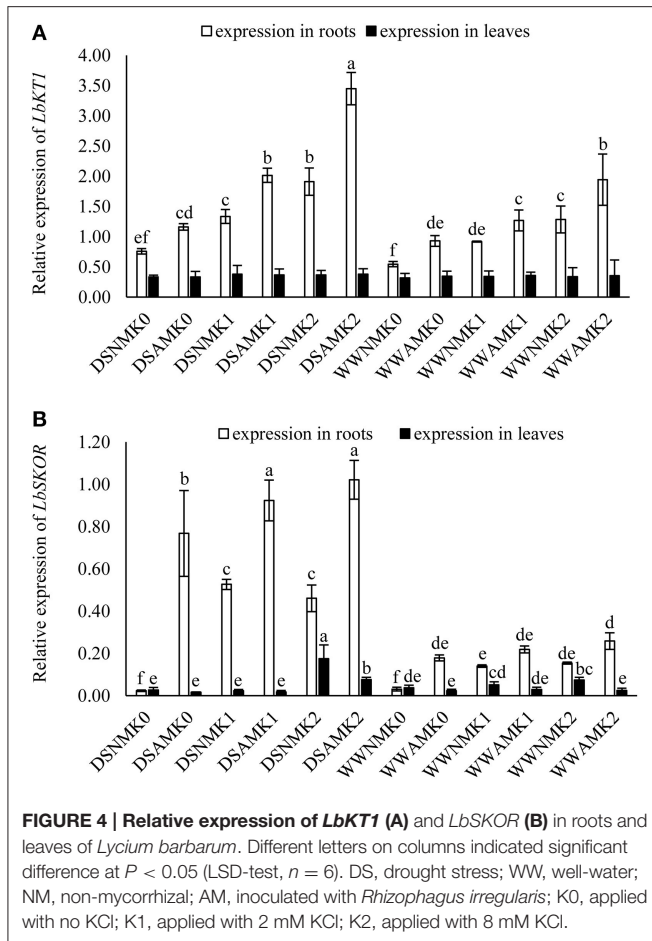 A
expression in roots expression in leaves
Relative expression of LbKT1
4.00
3.50
3.00
2.50
2.00
1.50
1.00
0.50
0.00
ef cd c b b a f de de c c b
DSNMK0 DSAMK0 DSNMK1 DSAMK1 DSNMK2 DSAMK2 WWNMK0 WWAMK0 WWNMK1 WWAMK1 WWNMK2 WWAMK2
B
expression in roots expression in leaves
Relative expression of LbSKOR
1.20
1.00
0.80
0.60
0.40
0.20
0.00
f e b e c e a e c a a b f de de e e cd de de de bc d e
DSNMK0 DSAMK0 DSNMK1 DSAMK1 DSNMK2 DSAMK2 WWNMK0 WWAMK0 WWNMK1 WWAMK1 WWNMK2 WWAMK2
FIGURE 4 | Relative expression of LbKT1 (A) and LbSKOR (B) in roots and
leaves of Lycium barbarum. Different letters on columns indicated significant
difference at P < 0.05 (LSD-test, n = 6). DS, drought stress; WW, well-water;
NM, non-mycorrhizal; AM, inoculated with Rhizophagus irregularis; K0, applied
with no KCl; K1, applied with 2 mM KCl; K2, applied with 8 mM KCl.